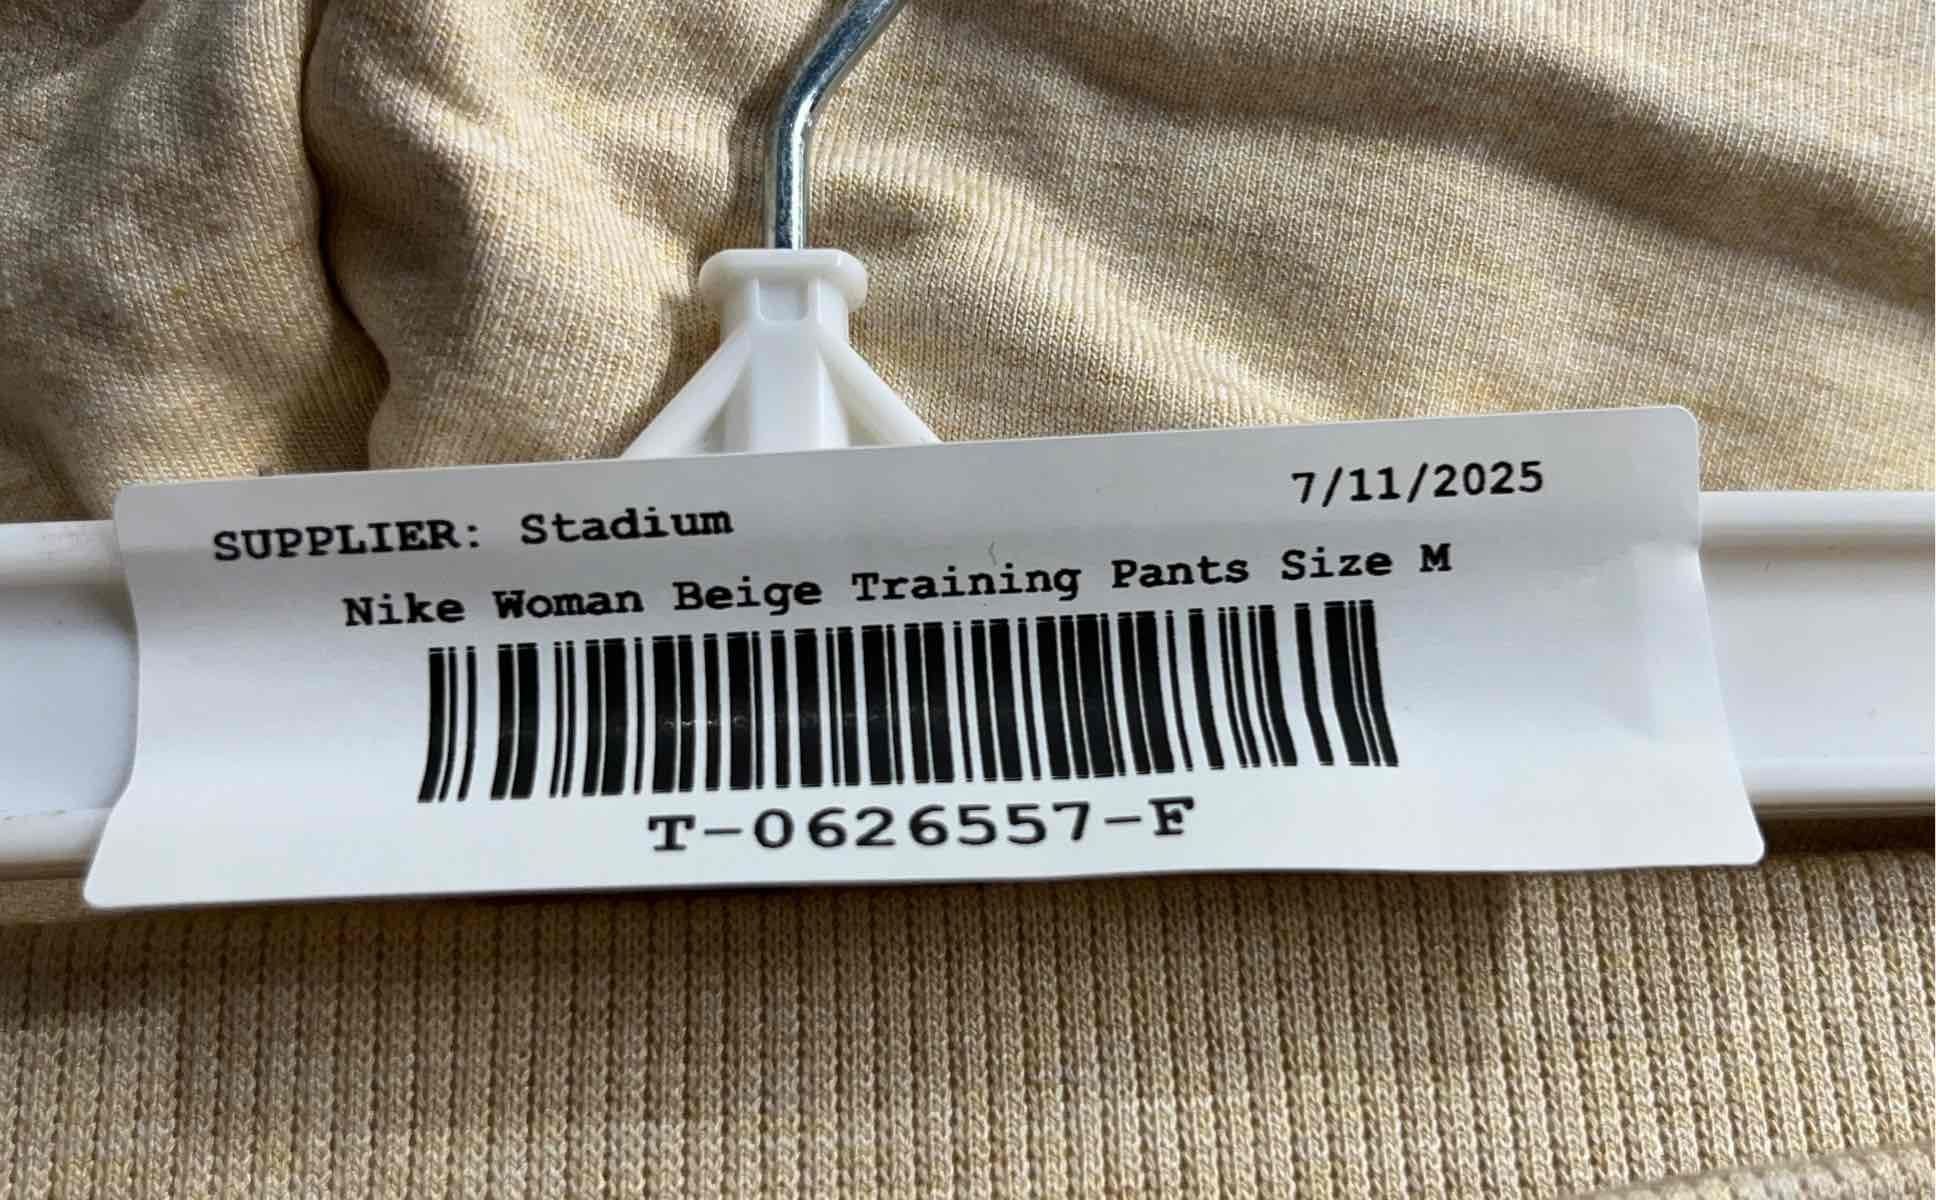 SUPPLIER: Stadium 7/11/2025
Nike Woman Beige Training Pants Size M
T-0626557-F